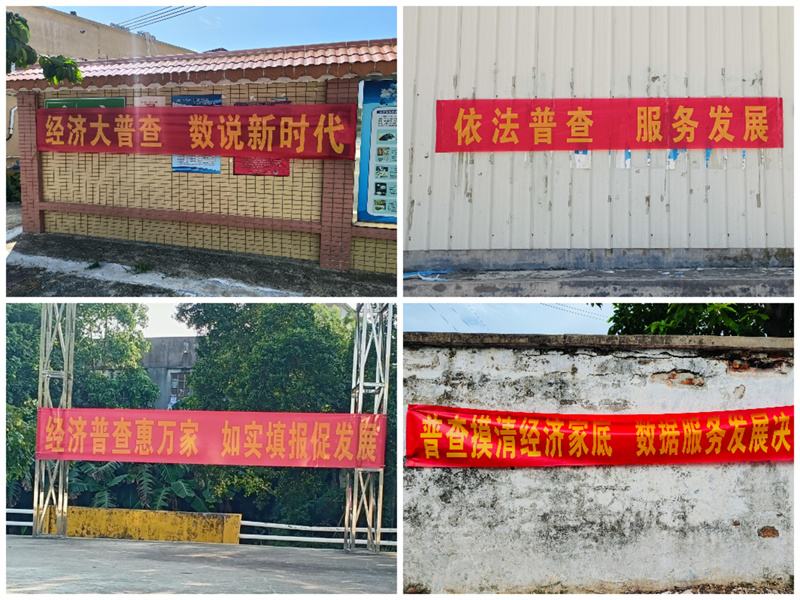 经济大普查 数说新时代
依法普查 服务发展
经济普查惠万家 如实填报促发展
普查摸清经济家底 数据服务发展决